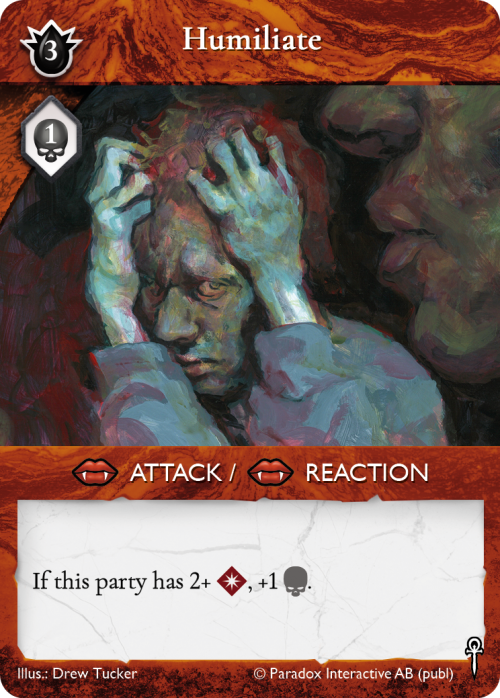 3
Humiliate
1
ATTACK / REACTION
If this party has 2+ , +1 .
Illus.: Drew Tucker © Paradox Interactive AB (publ)